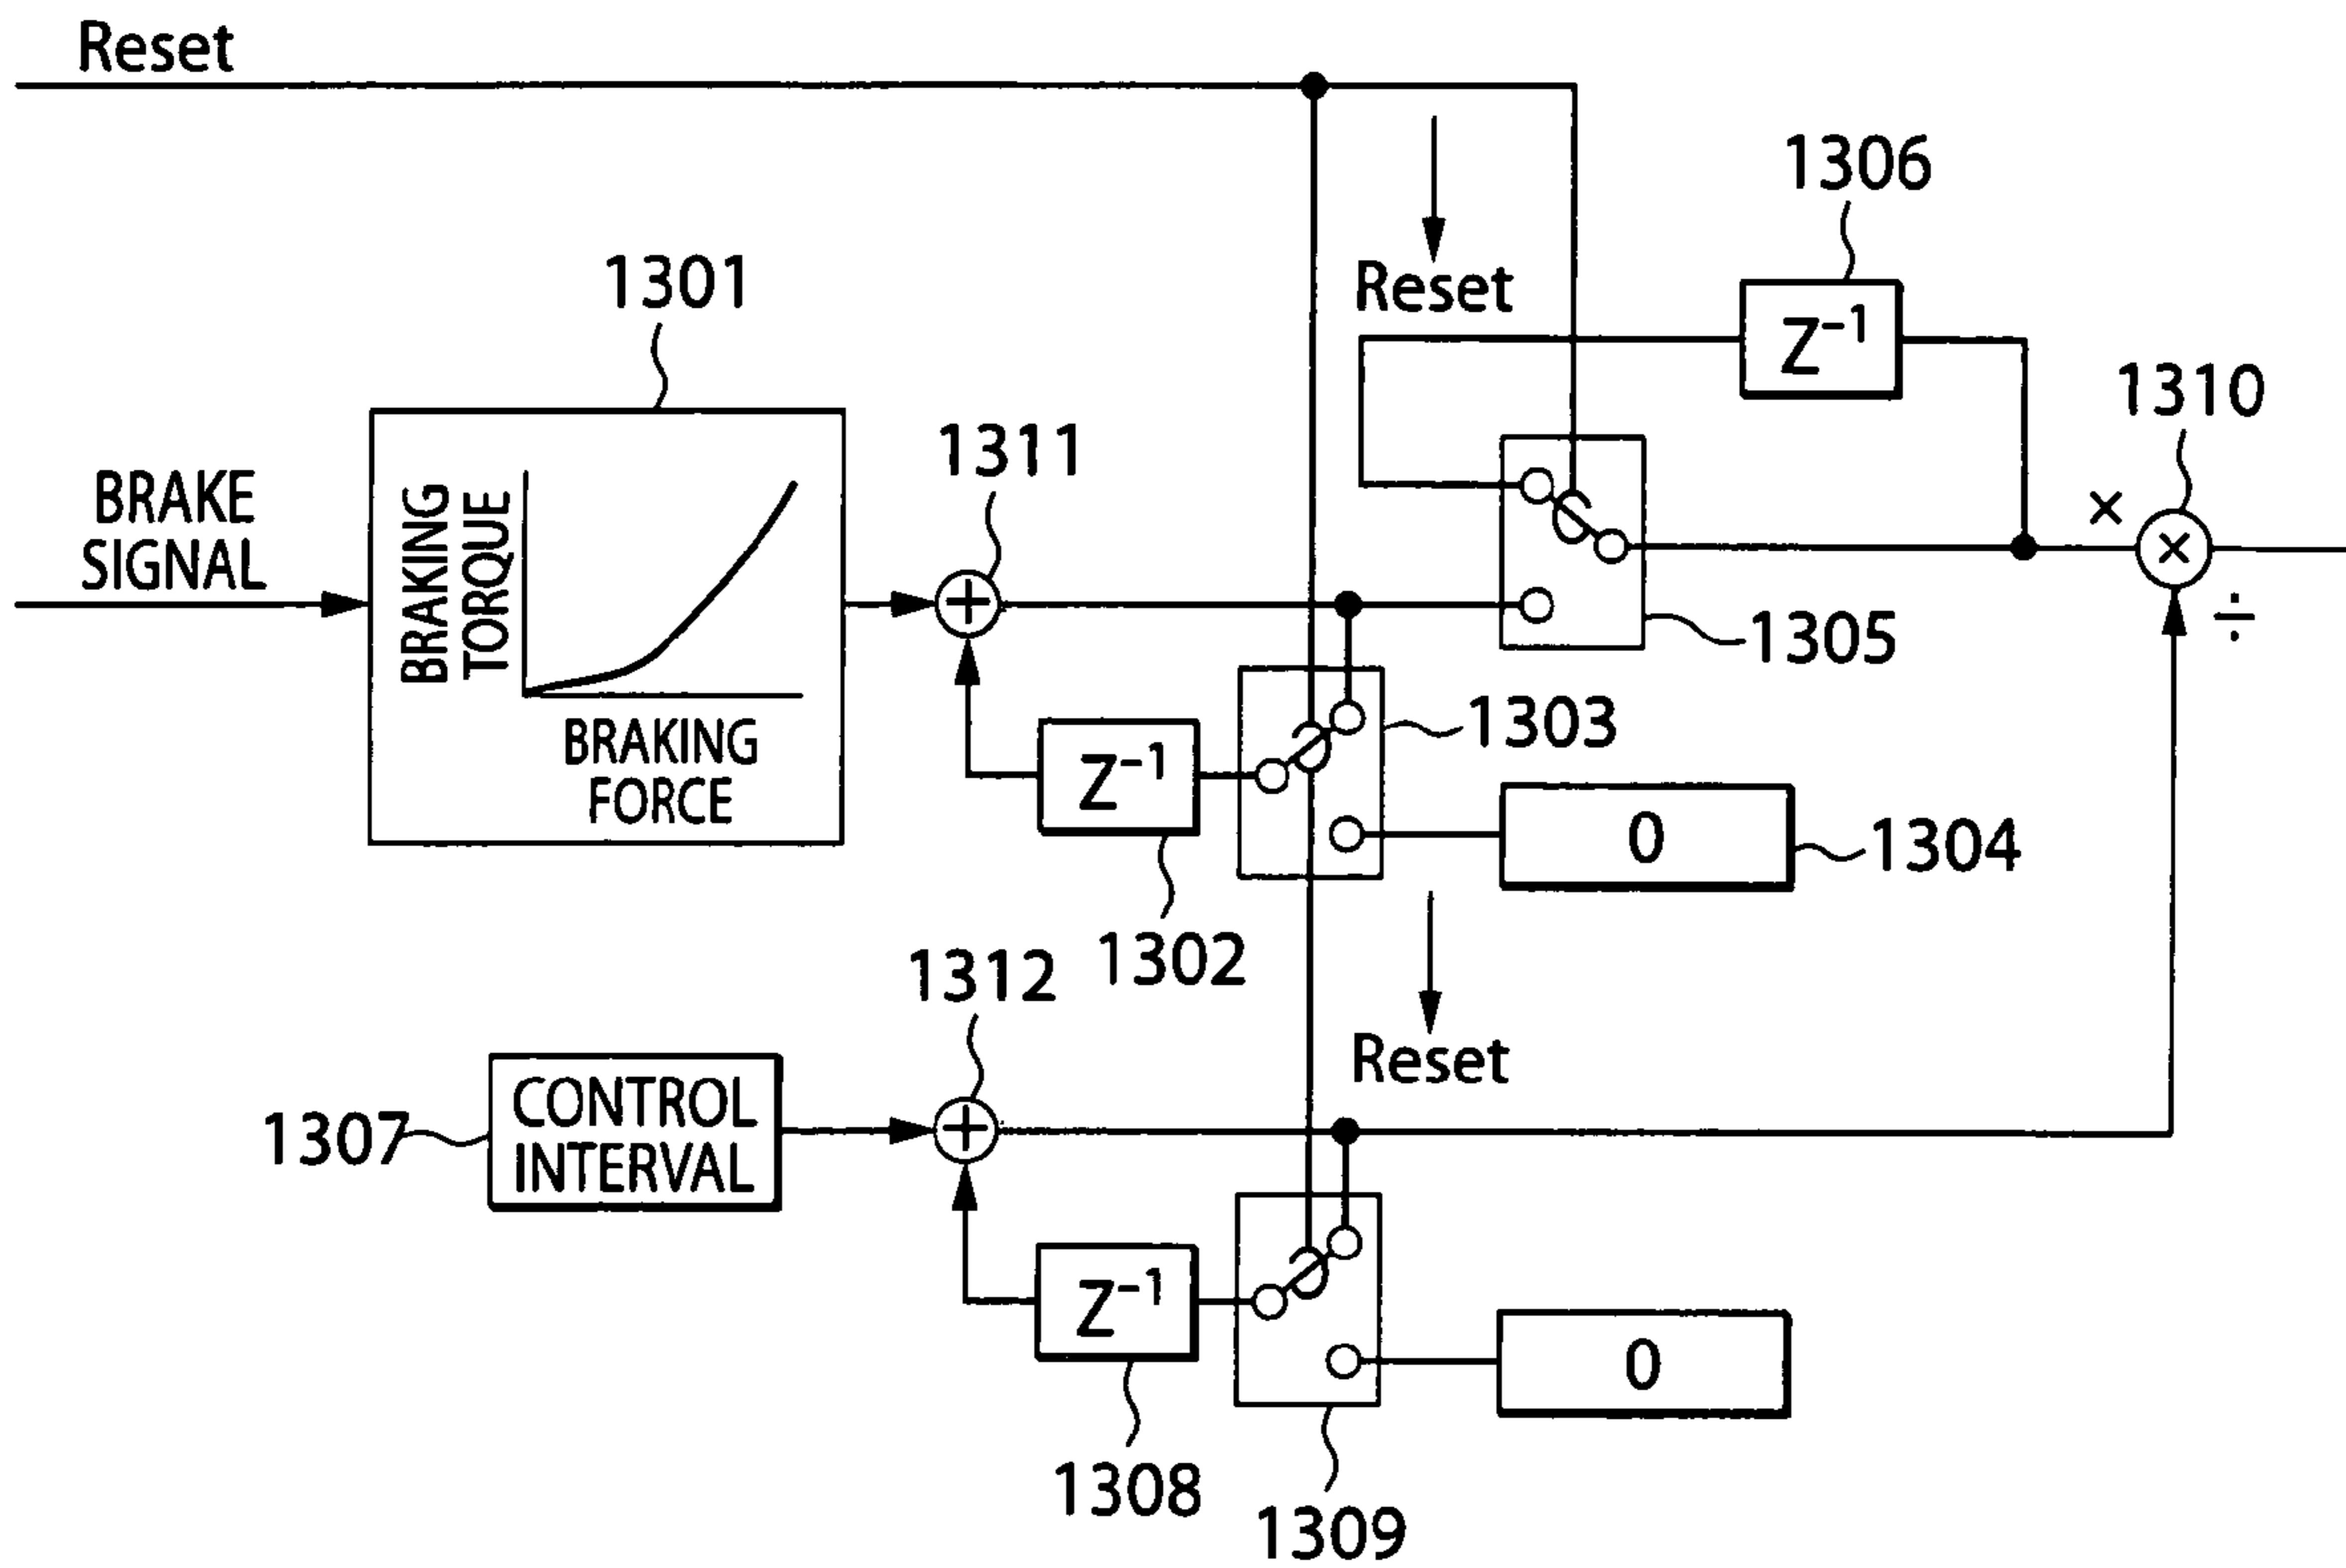 Reset
1306
Reset
1301
Z⁻¹
1310
1311
BRAKE
SIGNAL
BRAKING
TORQUE
×
×
÷
+
1305
1303
BRAKING
FORCE
Z⁻¹
0
1304
1302
1312
Reset
CONTROL
INTERVAL
1307
+
Z⁻¹
0
1308
1309